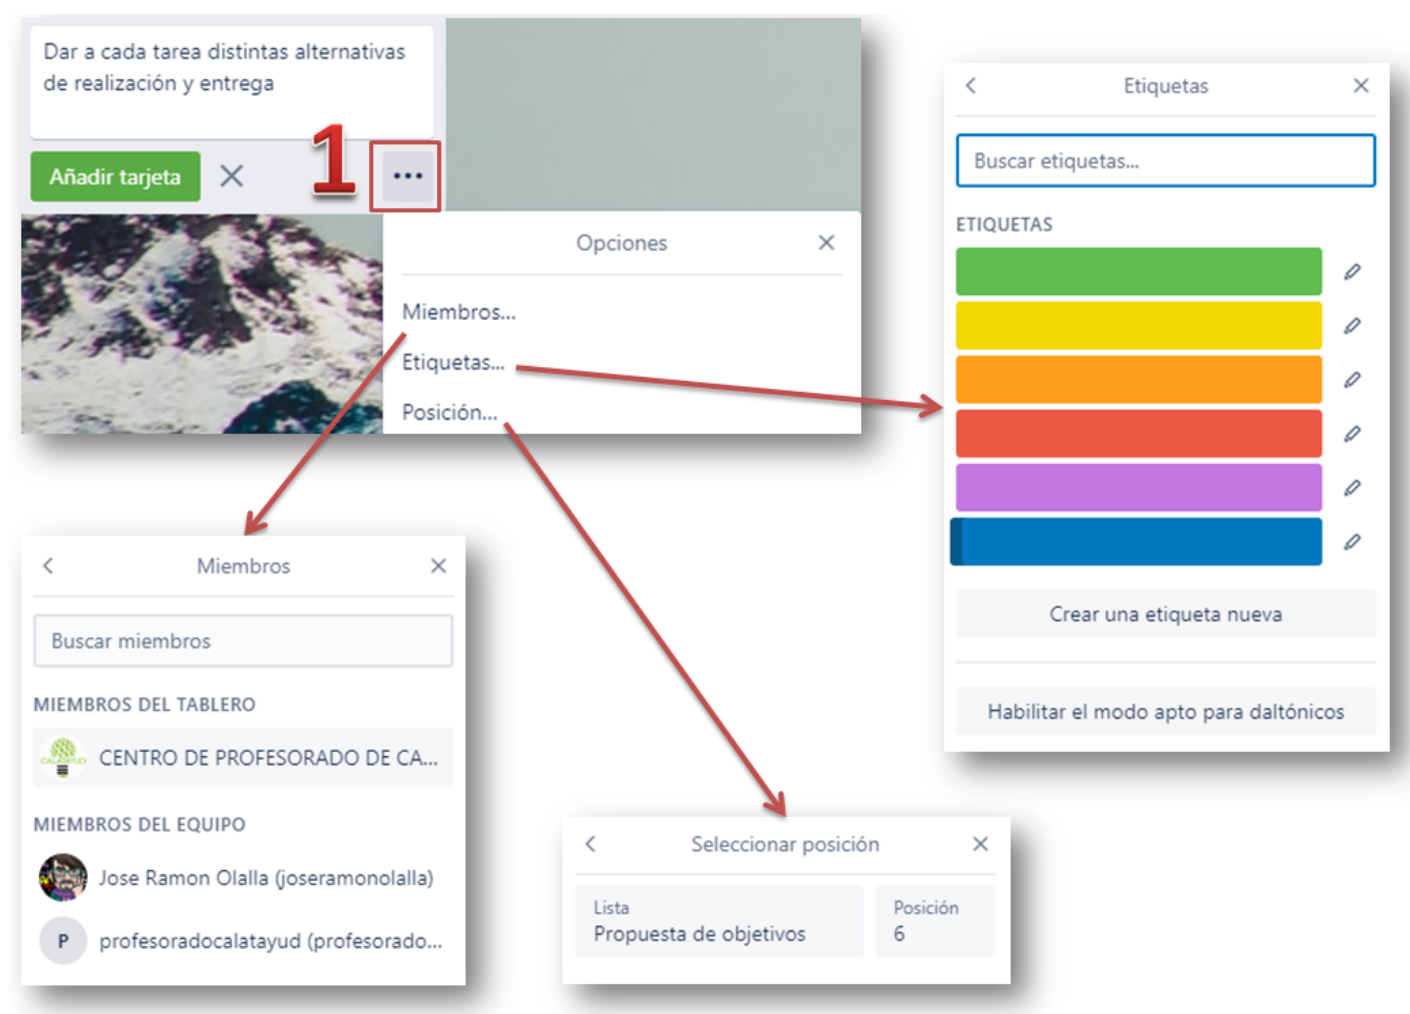 Dar a cada tarea distintas alternativas
de realización y entrega
Añadir tarjeta
1
Opciones
Miembros...
Etiquetas...
Posición...
Etiquetas
Buscar etiquetas...
ETIQUETAS
Crear una etiqueta nueva
Habilitar el modo apto para daltónicos
Miembros
Buscar miembros
MIEMBROS DEL TABLERO
CALATAYUD
CENTRO DE PROFESORADO DE CA...
MIEMBROS DEL EQUIPO
Jose Ramon Olalla (joseramonolalla)
P profesoradocalatayud (profesorado...
Seleccionar posición
Lista
Propuesta de objetivos
Posición
6